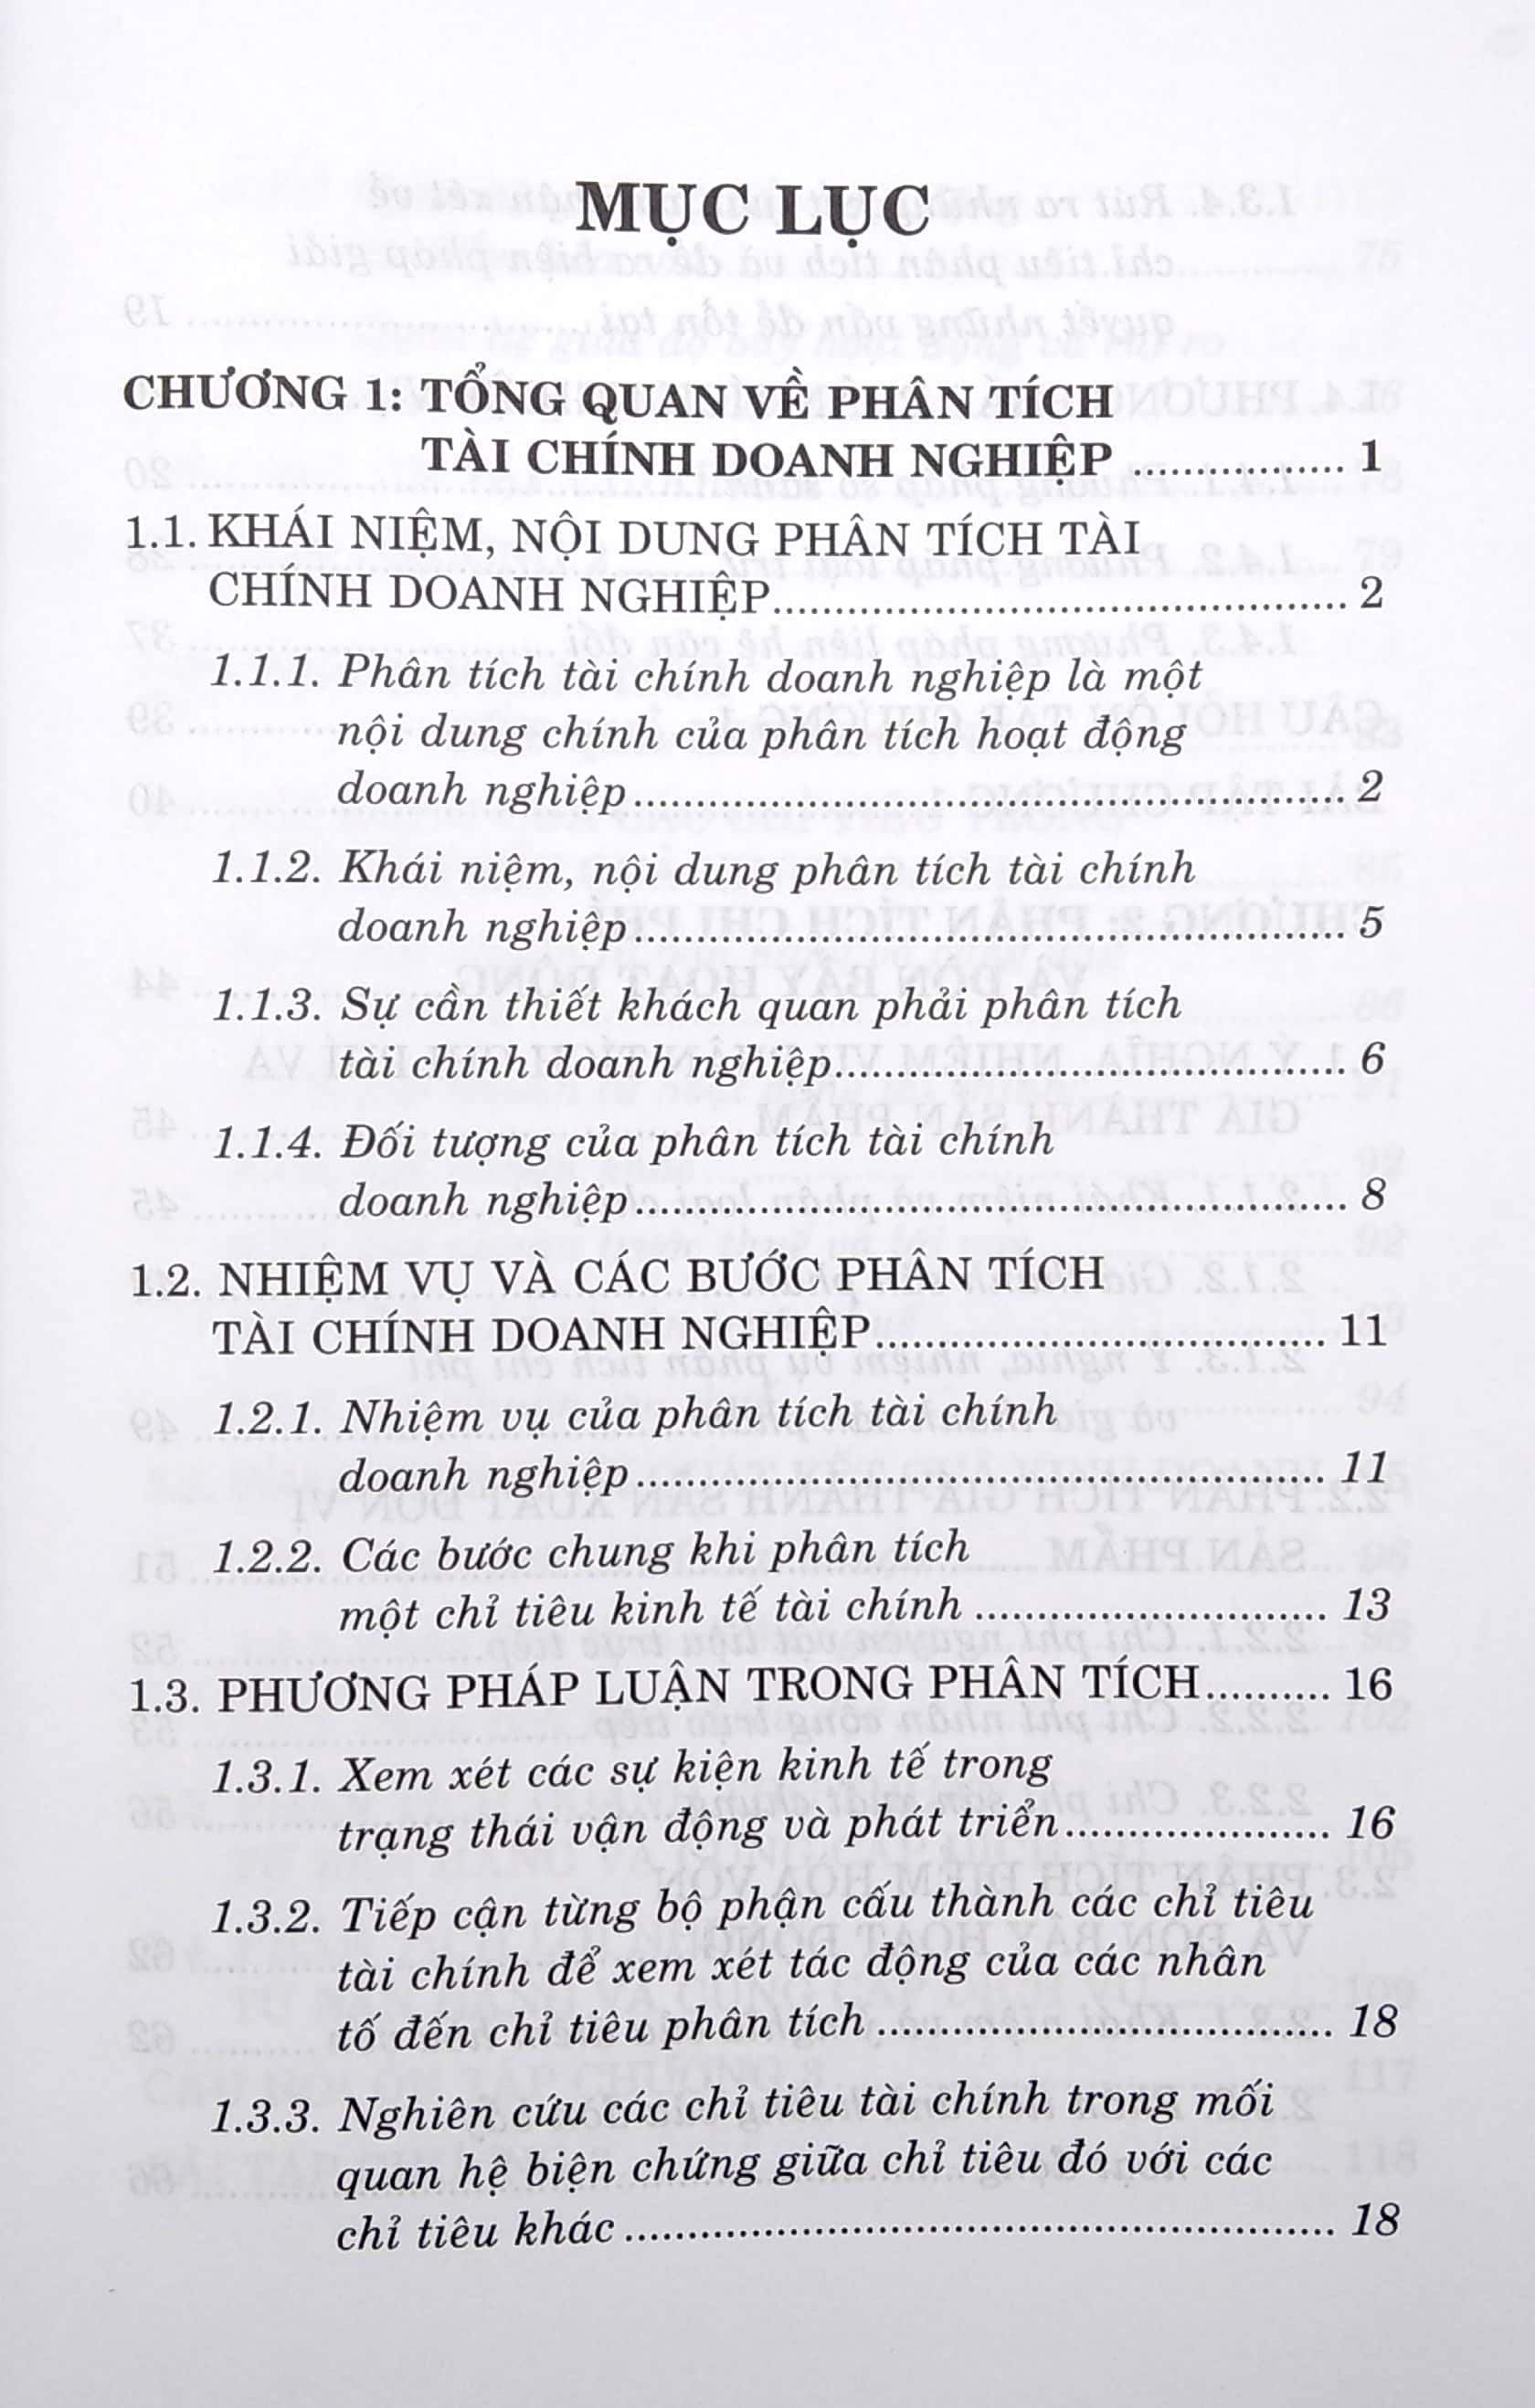 MỤC LỤC
CHƯƠNG 1: TỔNG QUAN VỀ PHÂN TÍCH
TÀI CHÍNH DOANH NGHIỆP ................. 1
1.1. KHÁI NIỆM, NỘI DUNG PHÂN TÍCH TÀI
CHÍNH DOANH NGHIỆP.............................................. 2
1.1.1. Phân tích tài chính doanh nghiệp là một
nội dung chính của phân tích hoạt động
doanh nghiệp......................................................... 2
1.1.2. Khái niệm, nội dung phân tích tài chính
doanh nghiệp......................................................... 5
1.1.3. Sự cần thiết khách quan phải phân tích
tài chính doanh nghiệp......................................... 6
1.1.4. Đối tượng của phân tích tài chính
doanh nghiệp......................................................... 8
1.2. NHIỆM VỤ VÀ CÁC BƯỚC PHÂN TÍCH
TÀI CHÍNH DOANH NGHIỆP.................................... 11
1.2.1. Nhiệm vụ của phân tích tài chính
doanh nghiệp....................................................... 11
1.2.2. Các bước chung khi phân tích
một chỉ tiêu kinh tế tài chính ............................ 13
1.3. PHƯƠNG PHÁP LUẬN TRONG PHÂN TÍCH.......... 16
1.3.1. Xem xét các sự kiện kinh tế trong
trạng thái vận động và phát triển..................... 16
1.3.2. Tiếp cận từng bộ phận cấu thành các chỉ tiêu
tài chính để xem xét tác động của các nhân
tố đến chỉ tiêu phân tích .................................... 18
1.3.3. Nghiên cứu các chỉ tiêu tài chính trong mối
quan hệ biện chứng giữa chỉ tiêu đó với các
chỉ tiêu khác ......................................................... 18